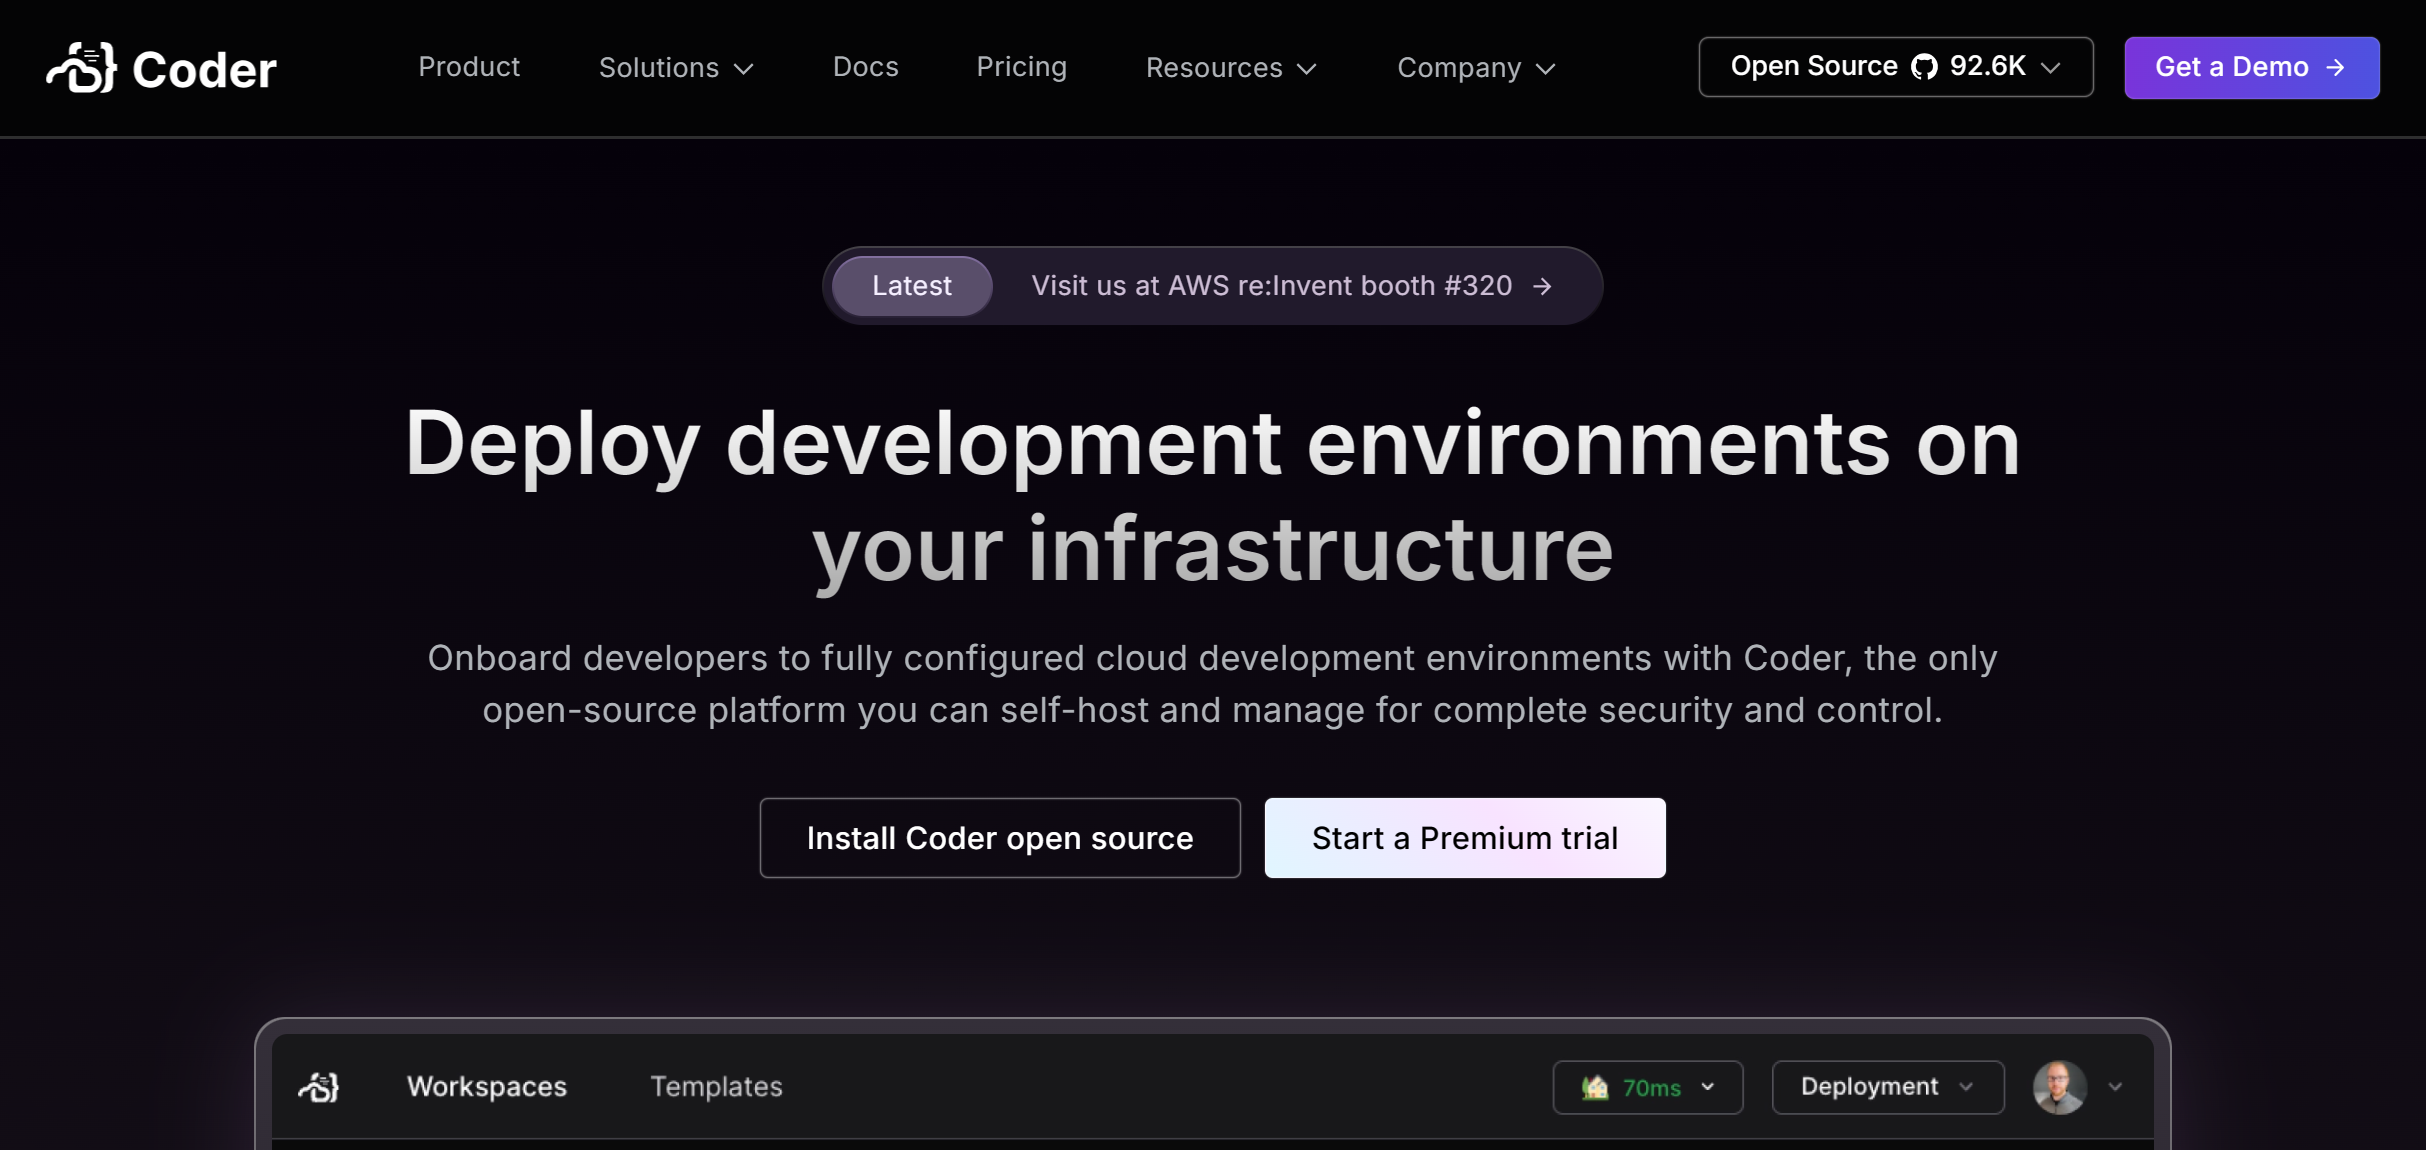 Coder
Product
Solutions
Docs
Pricing
Resources
Company
Open Source 92.6K
Get a Demo →
Latest
Visit us at AWS re:Invent booth #320 →
Deploy development environments on
your infrastructure
Onboard developers to fully configured cloud development environments with Coder, the only
open-source platform you can self-host and manage for complete security and control.
Install Coder open source
Start a Premium trial
Workspaces
Templates
70ms
Deployment